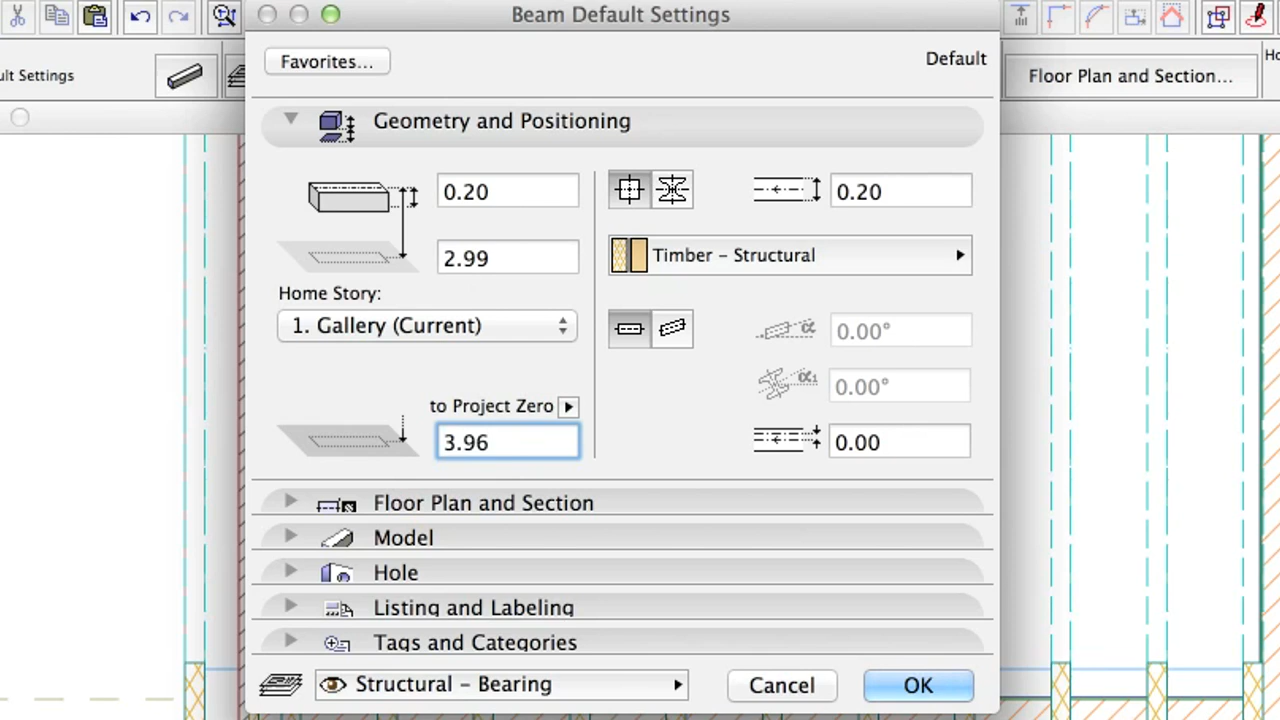 Beam Default Settings
Favorites...
Default
ult Settings
Floor Plan and Section...
Ho
Geometry and Positioning
0.20
0.20
2.99
Timber - Structural
Home Story:
1. Gallery (Current)
α
0.00°
α1
0.00°
to Project Zero
3.96
0.00
Floor Plan and Section
Model
Hole
Listing and Labeling
Tags and Categories
Structural - Bearing
Cancel
OK